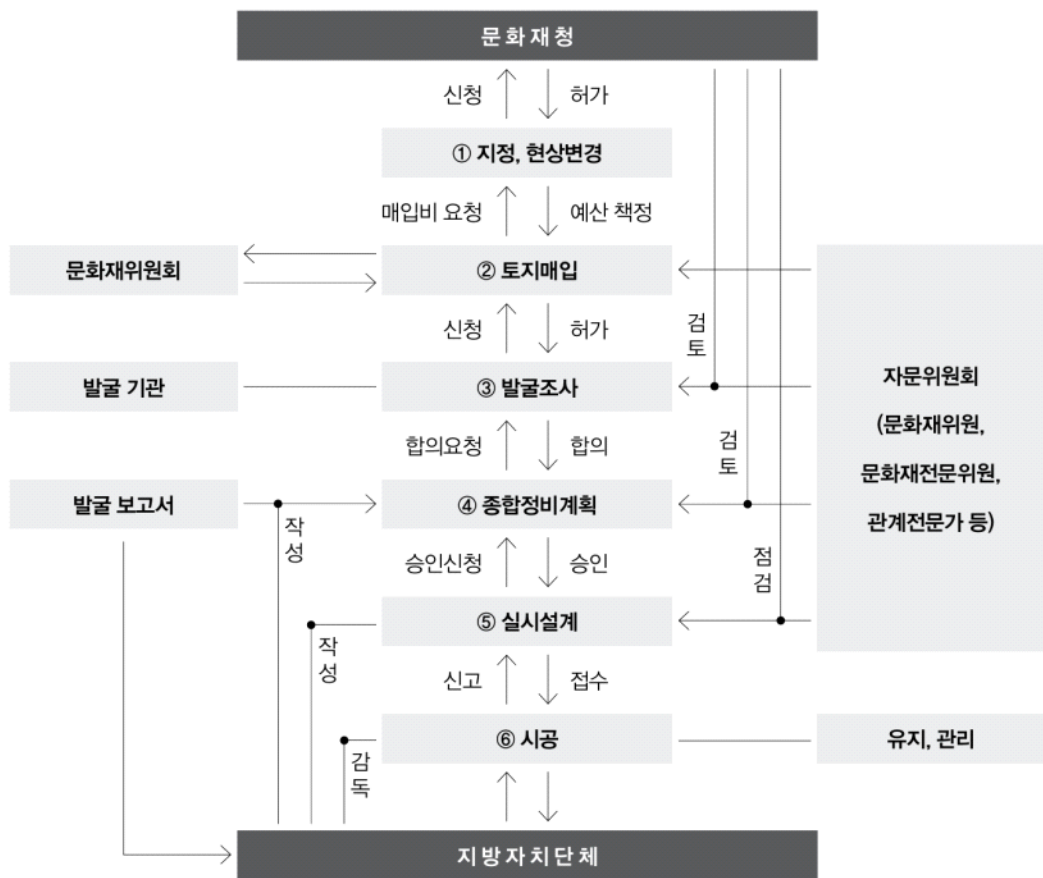 문화재청
신청
허가
① 지정, 현상변경
매입비 요청
예산 책정
문화재위원회
② 토지매입
신청
허가
검토
발굴 기관
③ 발굴조사
자문위원회
(문화재위원,
문화재전문위원,
관계전문가 등)
합의요청
합의
검토
발굴 보고서
④ 종합정비계획
작성
승인신청
승인
점검
⑤ 실시설계
작성
신고
접수
⑥ 시공
유지, 관리
감독
지방자치단체